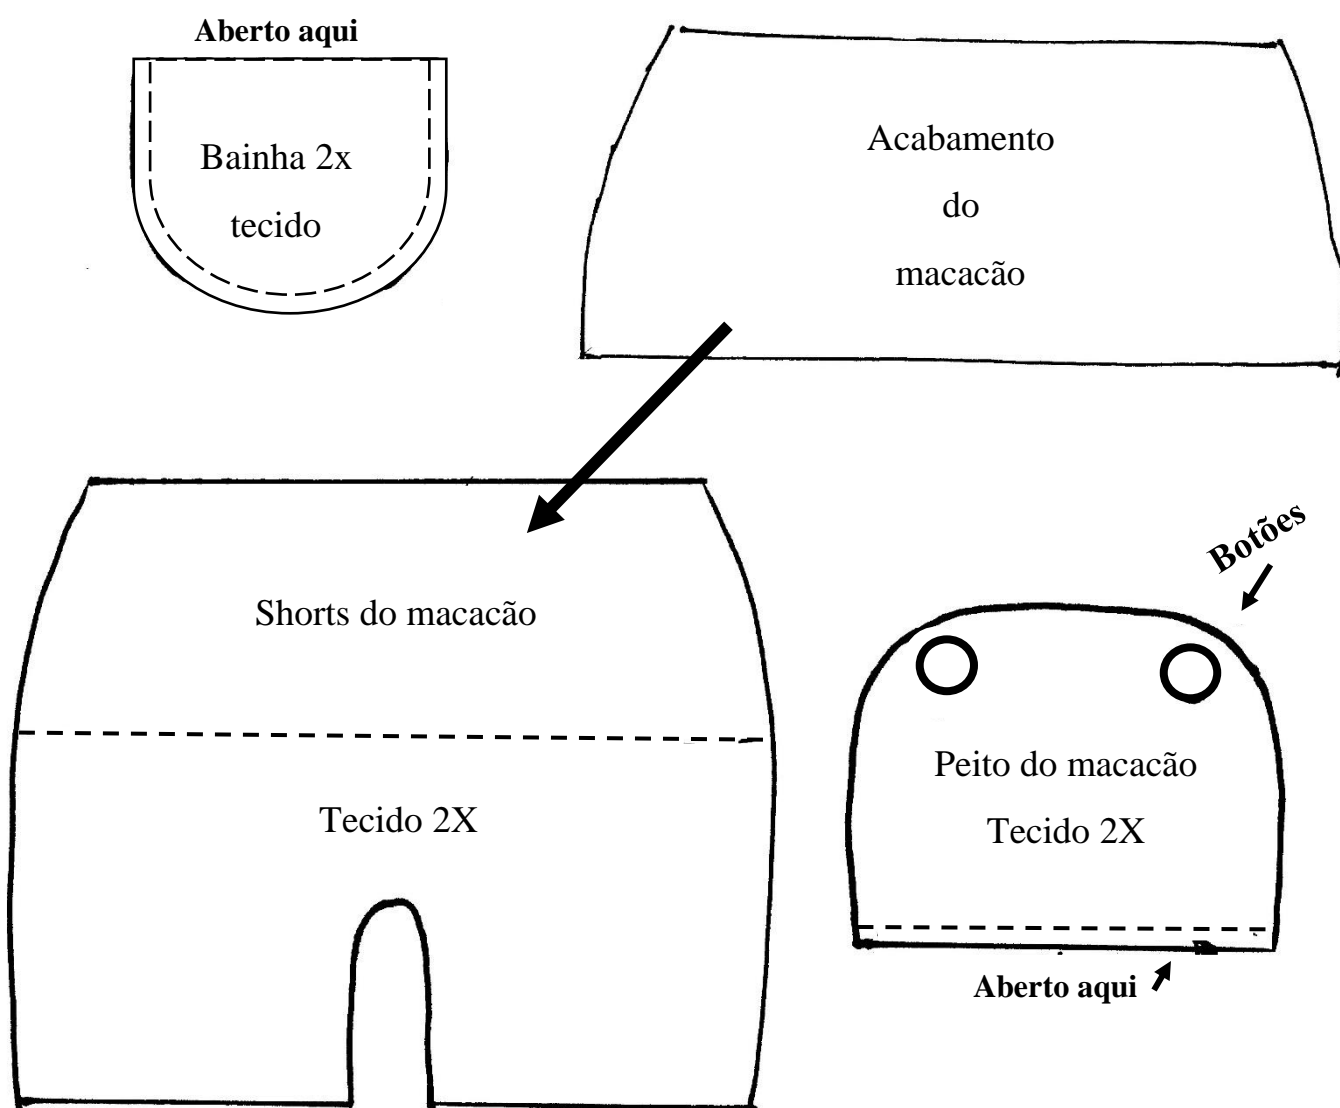 Aberto aqui
Bainha 2x
tecido
Acabamento
do
macacão
Shorts do macacão
Tecido 2X
Botões
Peito do macacão
Tecido 2X
Aberto aqui